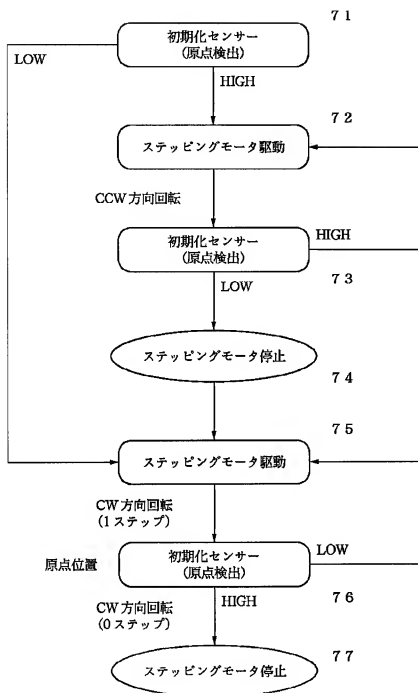 71
初期化センサー
(原点検出)
LOW
HIGH
72
ステッピングモータ駆動
CCW方向回転
初期化センサー
(原点検出)
HIGH
73
LOW
ステッピングモータ停止
74
75
ステッピングモータ駆動
CW方向回転
(1ステップ)
原点位置
初期化センサー
(原点検出)
LOW
76
CW方向回転
(0ステップ)
HIGH
77
ステッピングモータ停止